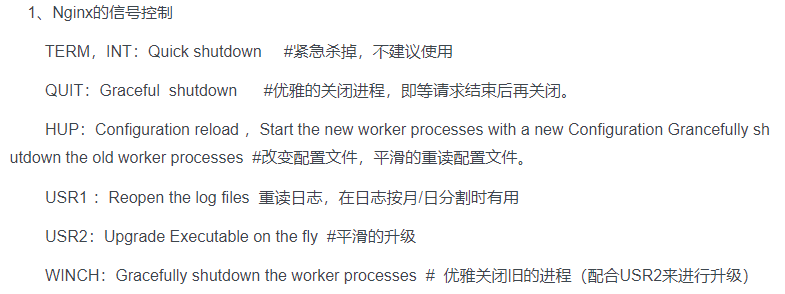 1、Nginx的信号控制
TERM，INT：Quick shutdown #紧急杀掉，不建议使用
QUIT：Graceful shutdown #优雅的关闭进程，即等请求结束后再关闭。
HUP：Configuration reload ，Start the new worker processes with a new Configuration Grancefully sh
utdown the old worker processes #改变配置文件，平滑的重读配置文件。
USR1 ：Reopen the log files 重读日志，在日志按月/日分割时有用
USR2：Upgrade Executable on the fly #平滑的升级
WINCH：Gracefully shutdown the worker processes # 优雅关闭旧的进程（配合USR2来进行升级）